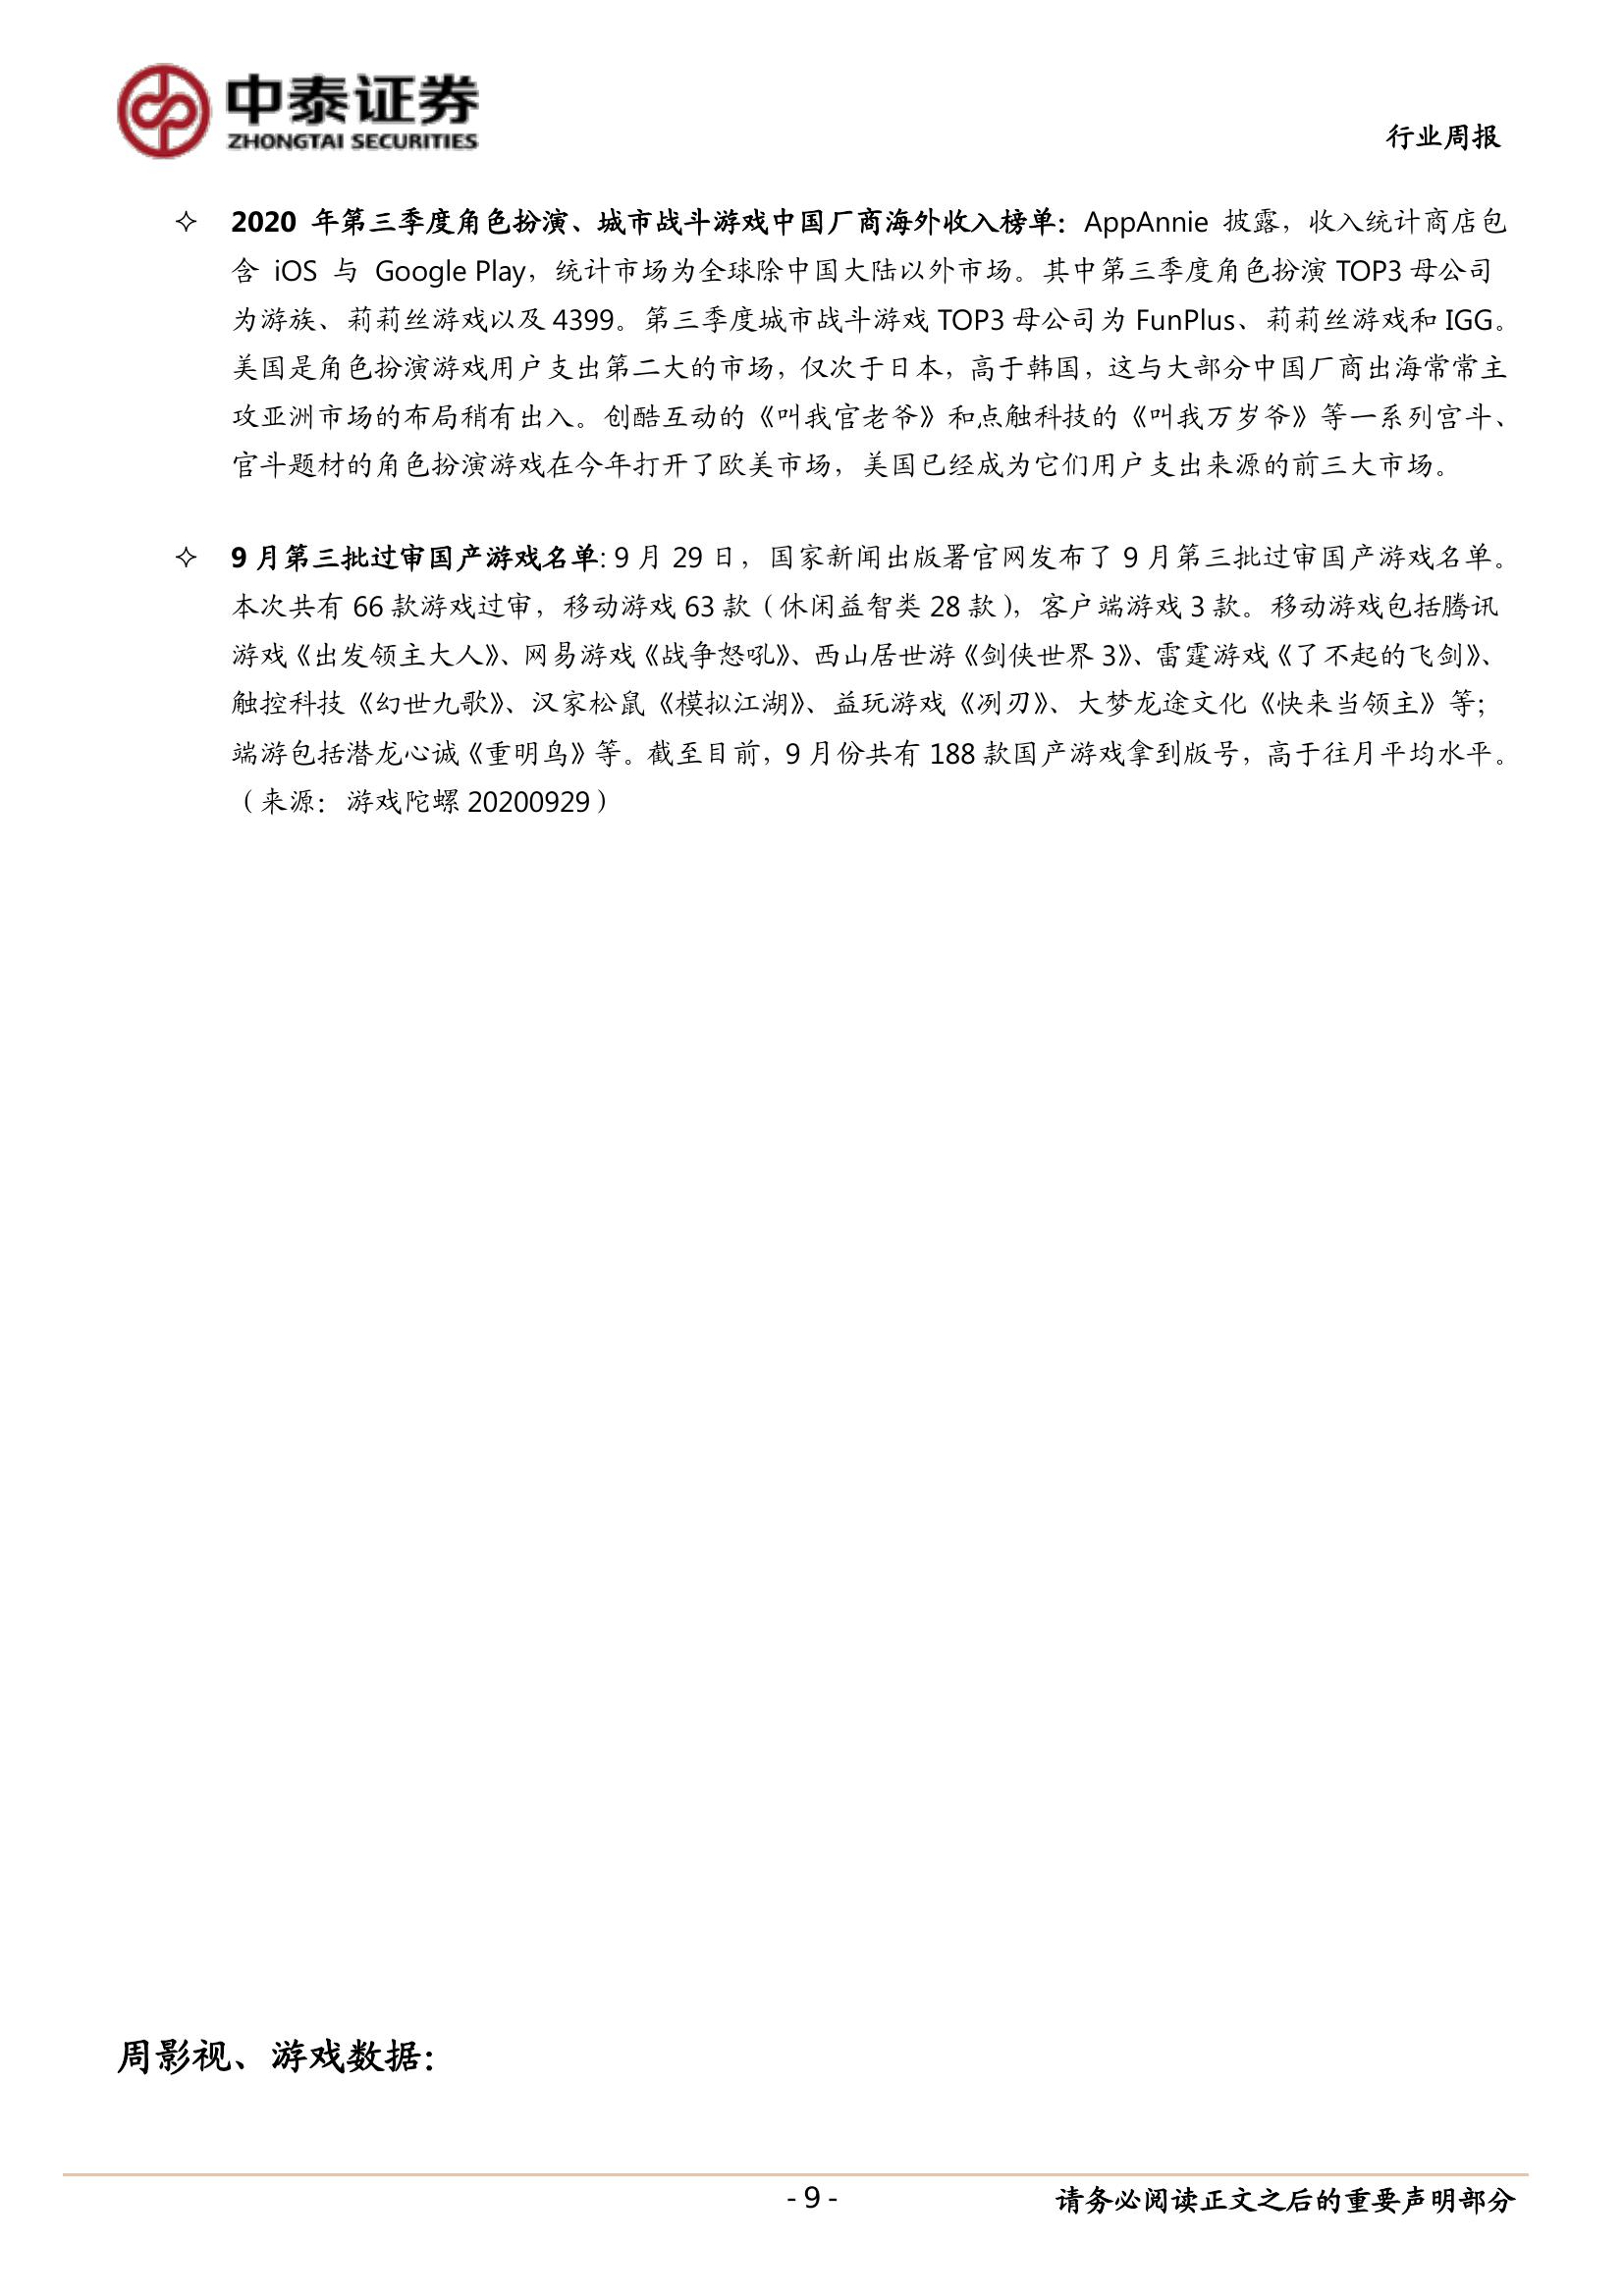 中泰证券
ZHONGTAI SECURITIES
行业周报
✧ 2020 年第三季度角色扮演、城市战斗游戏中国厂商海外收入榜单：AppAnnie 披露，收入统计商店包
含 iOS 与 Google Play，统计市场为全球除中国大陆以外市场。其中第三季度角色扮演 TOP3 母公司
为游族、莉莉丝游戏以及 4399。第三季度城市战斗游戏 TOP3 母公司为 FunPlus、莉莉丝游戏和 IGG。
美国是角色扮演游戏用户支出第二大的市场，仅次于日本，高于韩国，这与大部分中国厂商出海常常主
攻亚洲市场的布局稍有出入。创酷互动的《叫我官老爷》和点触科技的《叫我万岁爷》等一系列宫斗、
官斗题材的角色扮演游戏在今年打开了欧美市场，美国已经成为它们用户支出来源的前三大市场。
✧ 9 月第三批过审国产游戏名单: 9 月 29 日，国家新闻出版署官网发布了 9 月第三批过审国产游戏名单。
本次共有 66 款游戏过审，移动游戏 63 款（休闲益智类 28 款），客户端游戏 3 款。移动游戏包括腾讯
游戏《出发领主大人》、网易游戏《战争怒吼》、西山居世游《剑侠世界 3》、雷霆游戏《了不起的飞剑》、
触控科技《幻世九歌》、汉家松鼠《模拟江湖》、益玩游戏《冽刃》、大梦龙途文化《快来当领主》等；
端游包括潜龙心诚《重明鸟》等。截至目前，9 月份共有 188 款国产游戏拿到版号，高于往月平均水平。
（来源：游戏陀螺 20200929）
周影视、游戏数据：
- 9 -
请务必阅读正文之后的重要声明部分